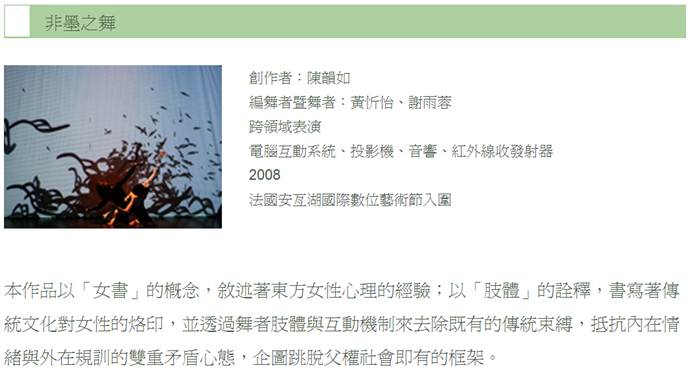 非墨之舞
創作者：陳韻如
編舞者暨舞者：黃忻怡、謝雨蓉
跨領域表演
電腦互動系統、投影機、音響、紅外線收發射器
2008
法國安亙湖國際數位藝術節入圍
本作品以「女書」的概念，敘述著東方女性心理的經驗；以「肢體」的詮釋，書寫著傳
統文化對女性的烙印，並透過舞者肢體與互動機制來去除既有的傳統束縛，抵抗內在情
緒與外在規訓的雙重矛盾心態，企圖跳脫父權社會即有的框架。